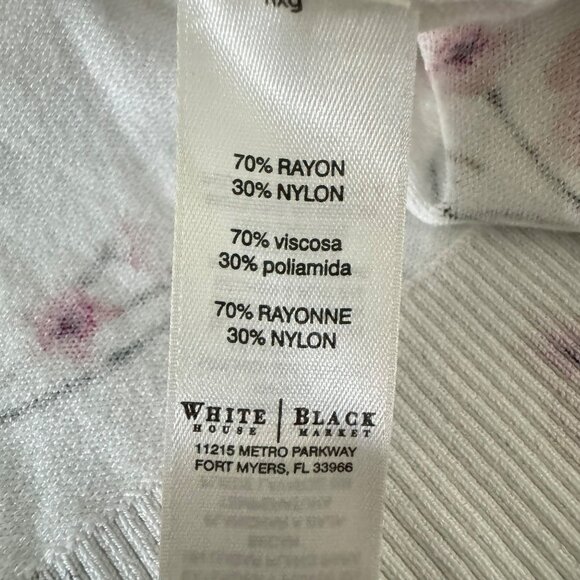 70% RAYON
30% NYLON
70% viscosa
30% poliamida
70% RAYONNE
30% NYLON
WHITE | BLACK
HOUSE MARKET
11215 METRO PARKWAY
FORT MYERS, FL 33966